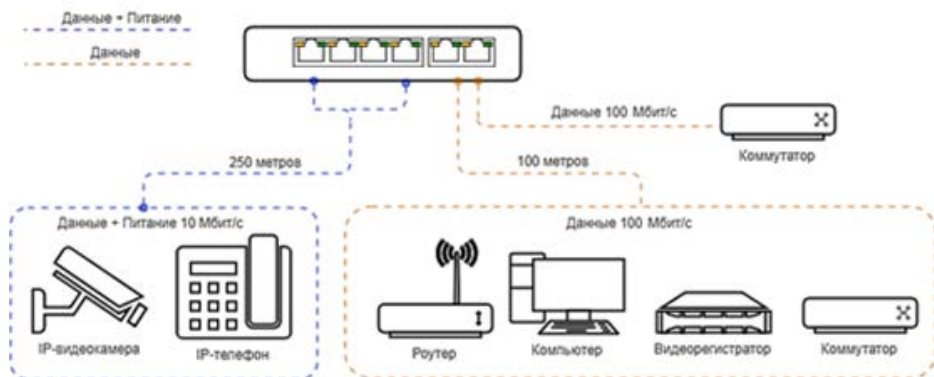 Данные + Питание
Данные
Данные 100 Мбит/с
Коммутатор
250 метров
100 метров
Данные + Питание 10 Мбит/с
Данные 100 Мбит/с
IP-видеокамера
IP-телефон
Роутер
Компьютер
Видеорегистратор
Коммутатор